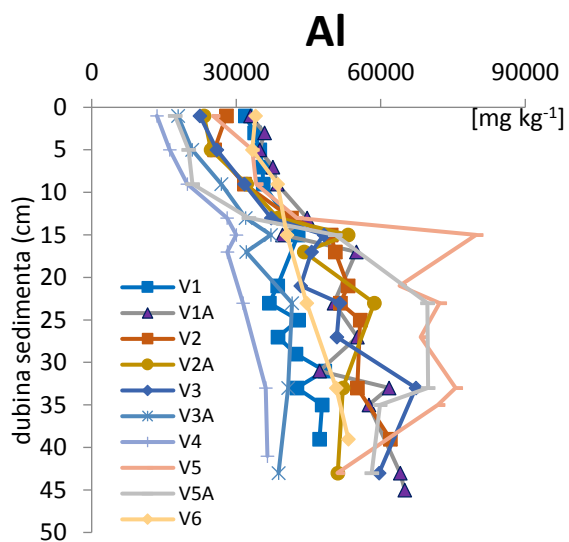 Al
0 30000 60000 90000
[mg kg⁻¹]
0
5
10
15
20
25
30
35
40
45
50
dubina sedimenta (cm)
V1
V1A
V2
V2A
V3
V3A
V4
V5
V5A
V6